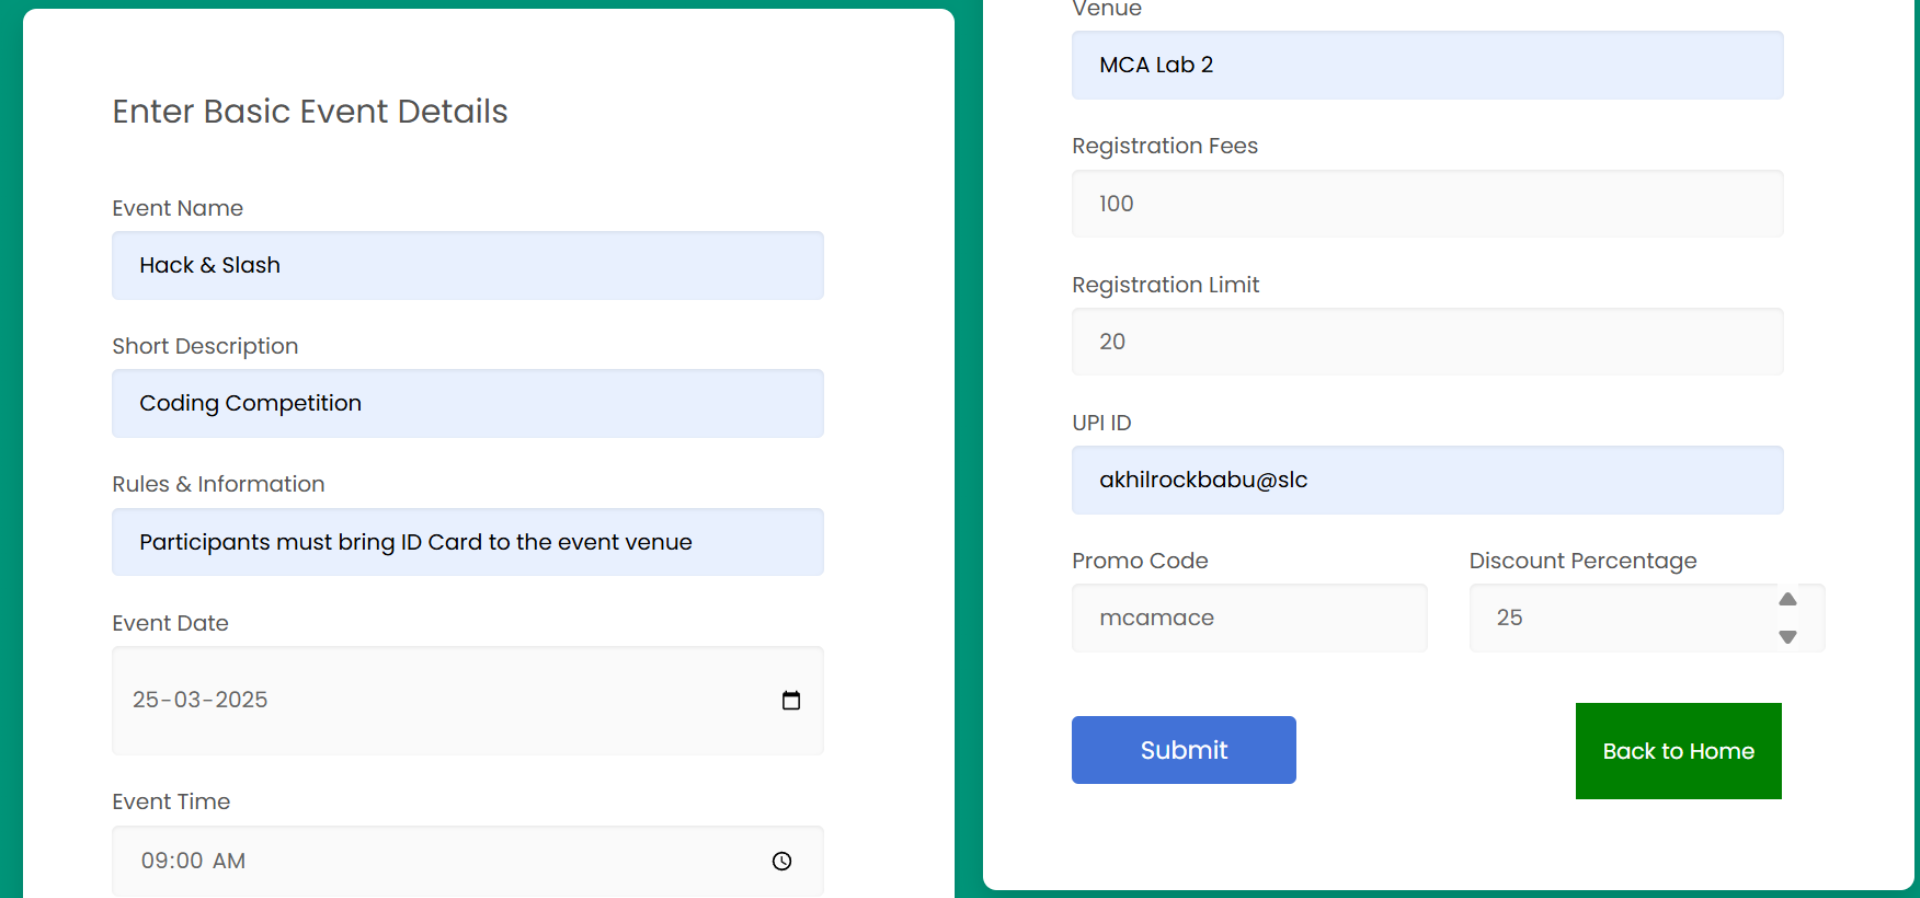 Enter Basic Event Details
Event Name
Hack & Slash
Short Description
Coding Competition
Rules & Information
Participants must bring ID Card to the event venue
Event Date
25-03-2025
Event Time
09:00 AM
Venue
MCA Lab 2
Registration Fees
100
Registration Limit
20
UPI ID
akhilrockbabu@slc
Promo Code
Discount Percentage
mcamace
25
Submit
Back to Home